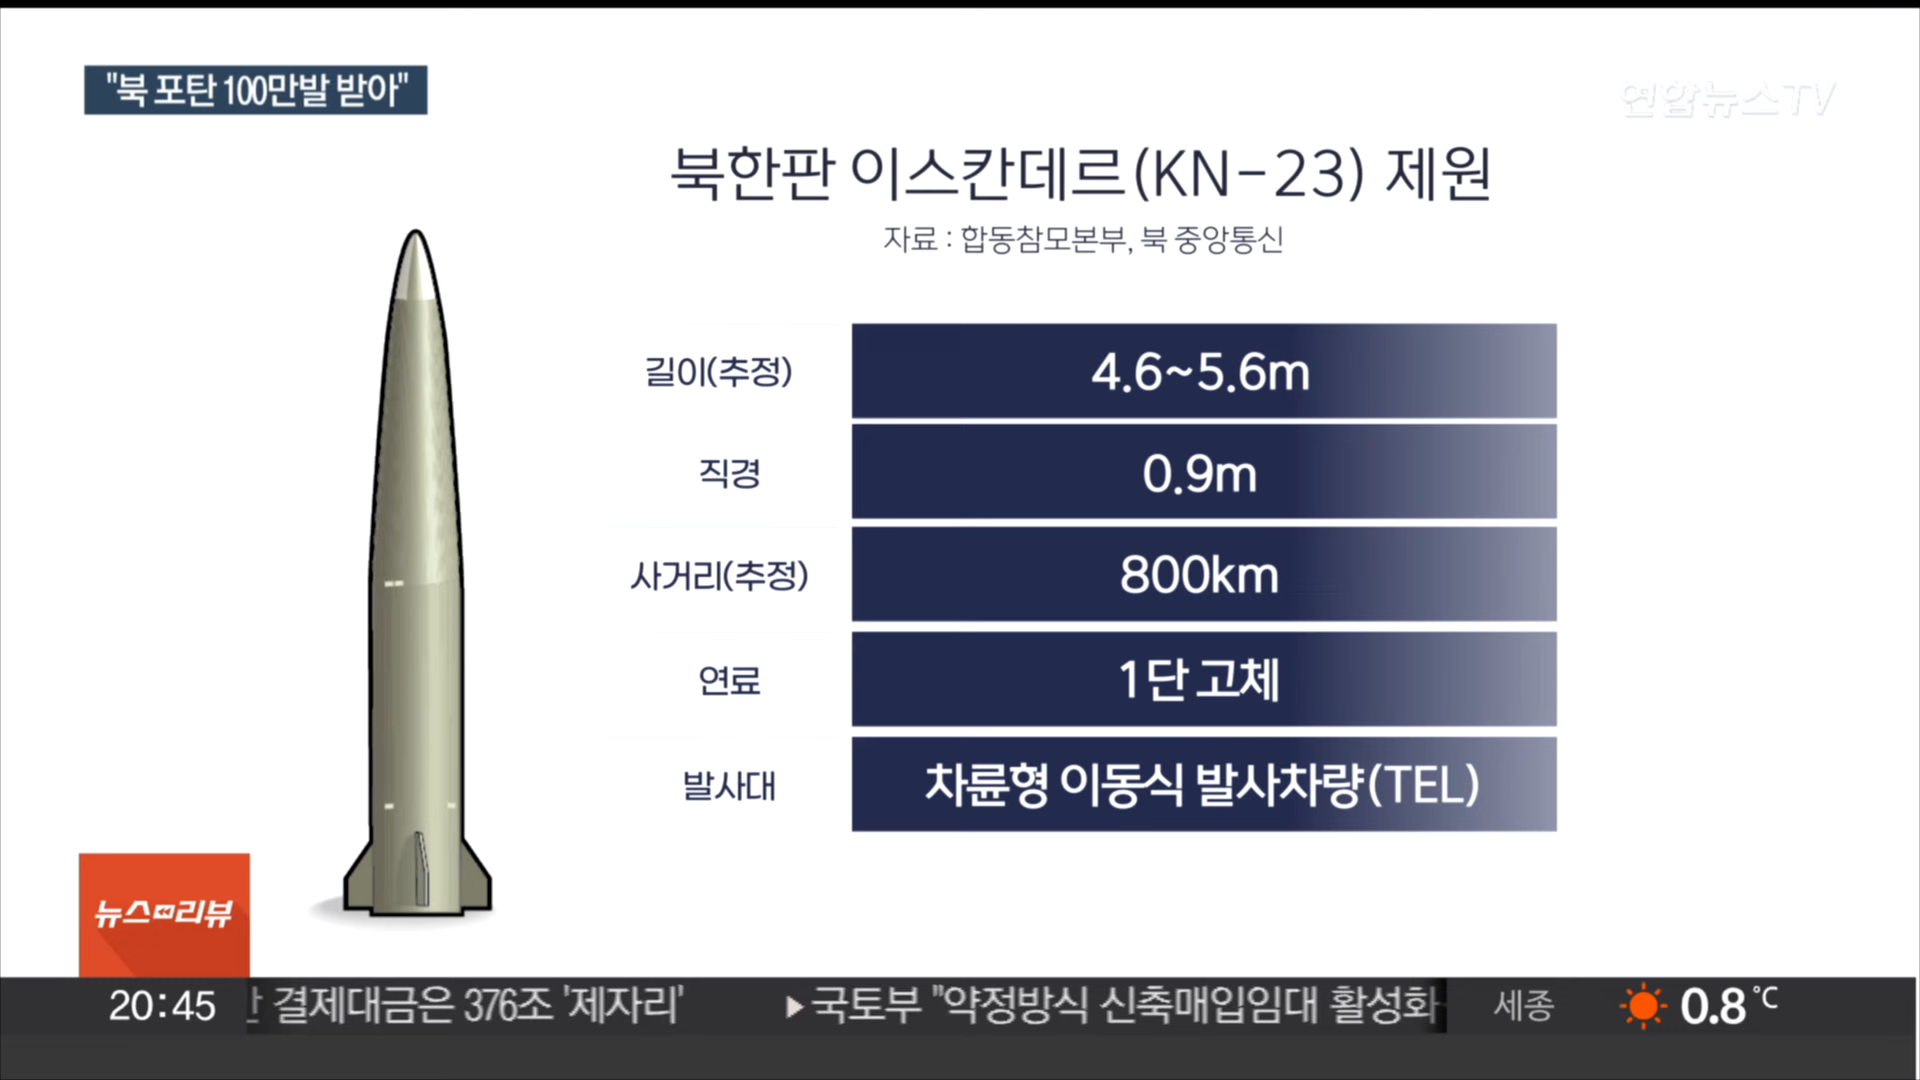 "북 포탄 100만발 받아"
연합뉴스TV
북한판 이스칸데르(KN-23) 제원
자료 : 합동참모본부, 북 중앙통신
길이(추정) 4.6~5.6m
직경 0.9m
사거리(추정) 800km
연료 1단 고체
발사대 차륜형 이동식 발사차량(TEL)
뉴스리뷰
20:45 결제대금은 376조 '제자리' ▶국토부 "약정방식 신축매입임대 활성화 세종 0.8℃